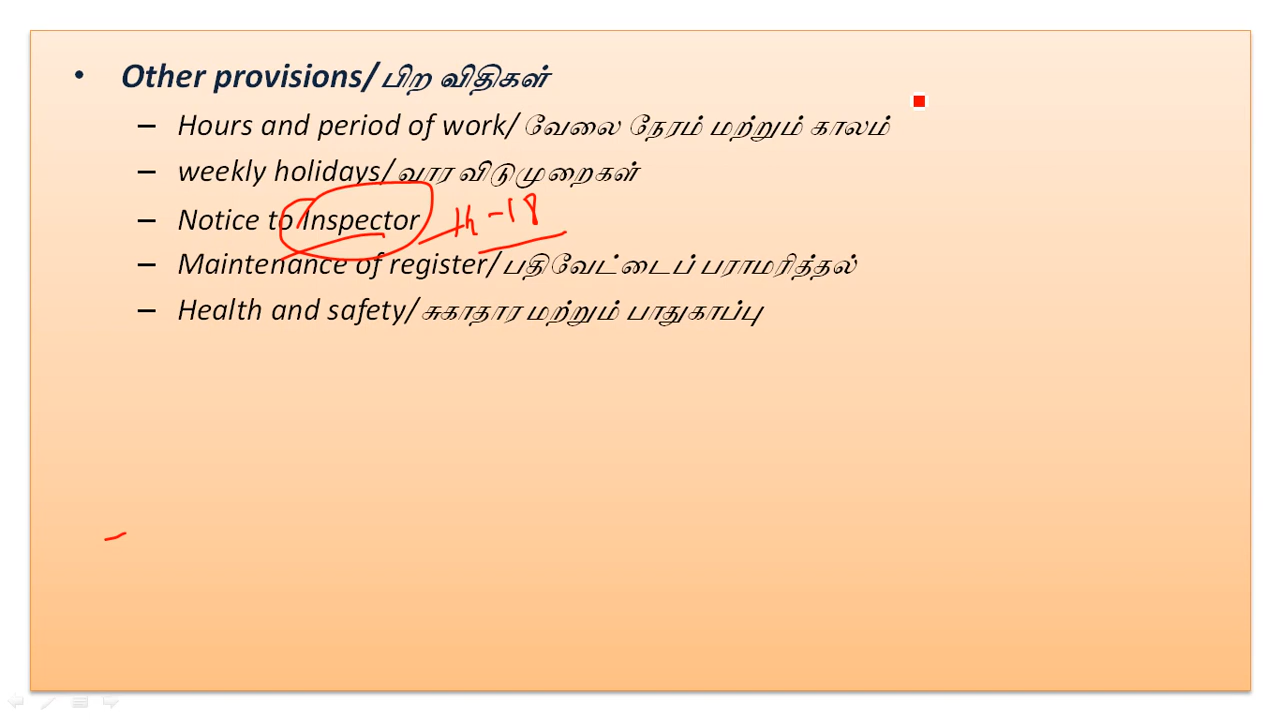 • Other provisions/பிற விதிகள்
– Hours and period of work/வேலை நேரம் மற்றும் காலம்
– weekly holidays/வார விடுமுறைகள்
– Notice to Inspector -18
– Maintenance of register/பதிவேட்டைப் பராமரித்தல்
– Health and safety/சுகாதார மற்றும் பாதுகாப்பு